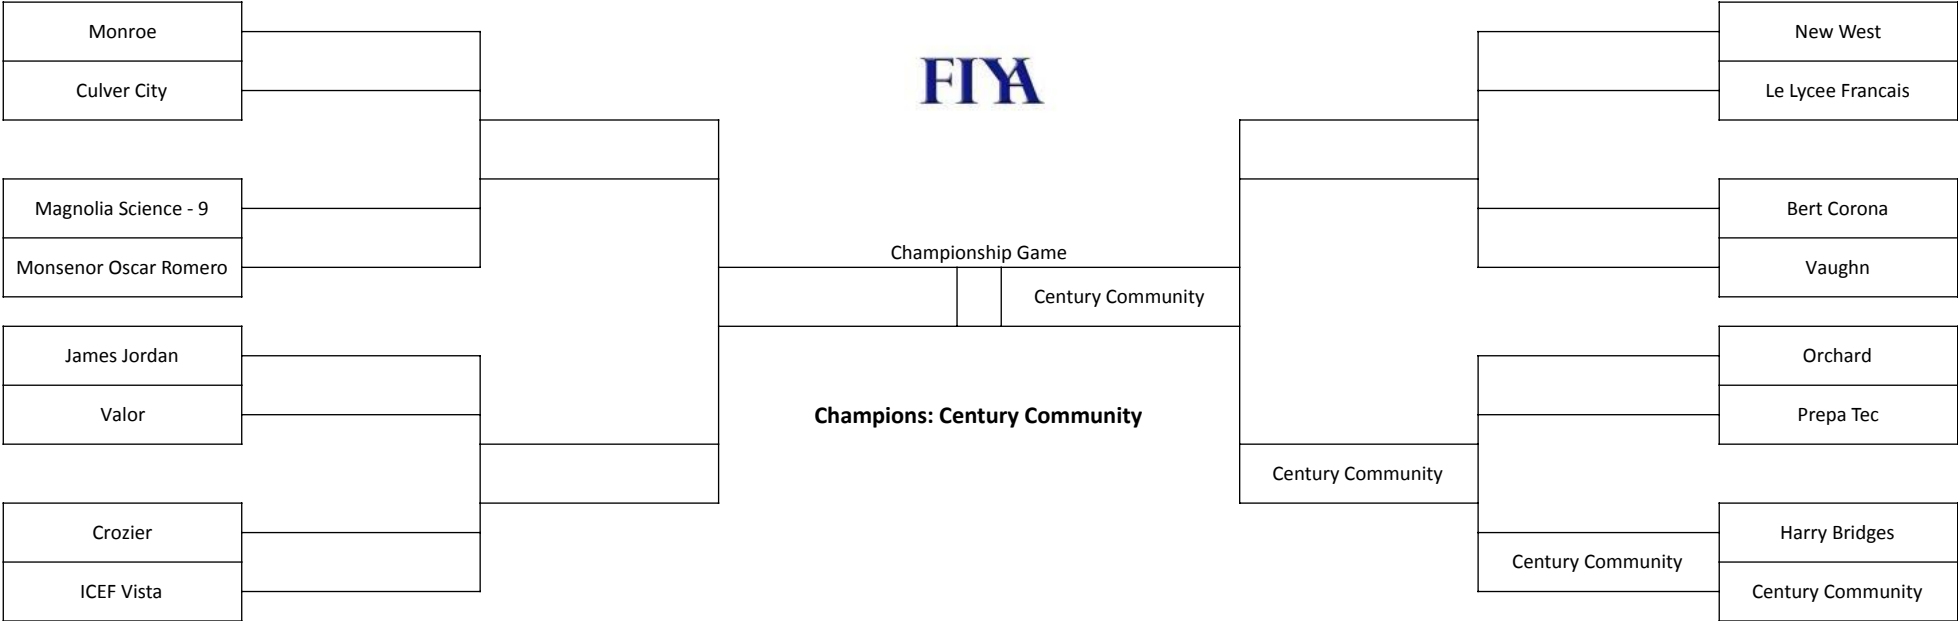 Monroe
Culver City
Magnolia Science - 9
Monsenor Oscar Romero
James Jordan
Valor
Crozier
ICEF Vista
FIYA
Championship Game
Century Community
Champions: Century Community
Century Community
Century Community
New West
Le Lycee Francais
Bert Corona
Vaughn
Orchard
Prepa Tec
Harry Bridges
Century Community